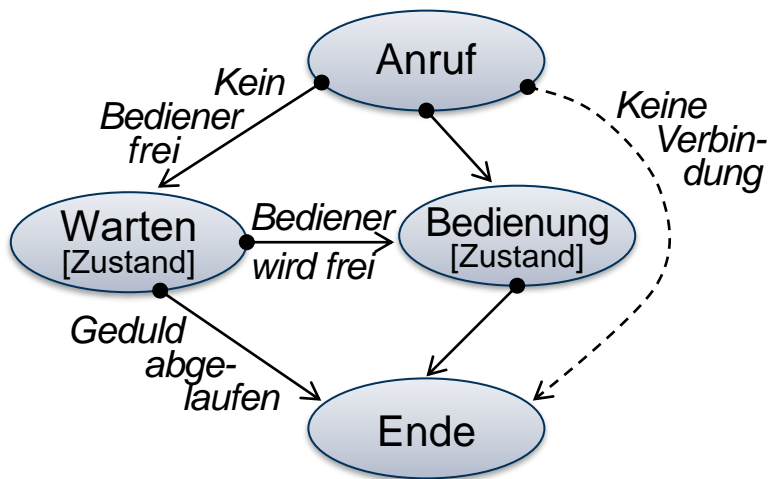 Anruf
Kein
Bediener
frei
Keine
Verbin-
dung
Warten
[Zustand]
Bediener
wird frei
Bedienung
[Zustand]
Geduld
abge-
laufen
Ende